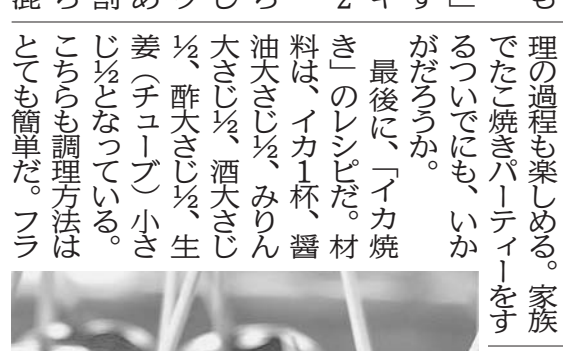 理の過程も楽しめる。家族
でたこ焼きパーティーをす
るついでにも、いか
がだろうか。
　最後に、「イカ焼
き」のレシピだ。材
料は、イカ1杯、醤
油大さじ½、みりん
大さじ½、酒大さじ
½、酢大さじ½、生
姜（チューブ）小さ
じ½となっている。
こちらも調理方法は
とても簡単だ。フラ